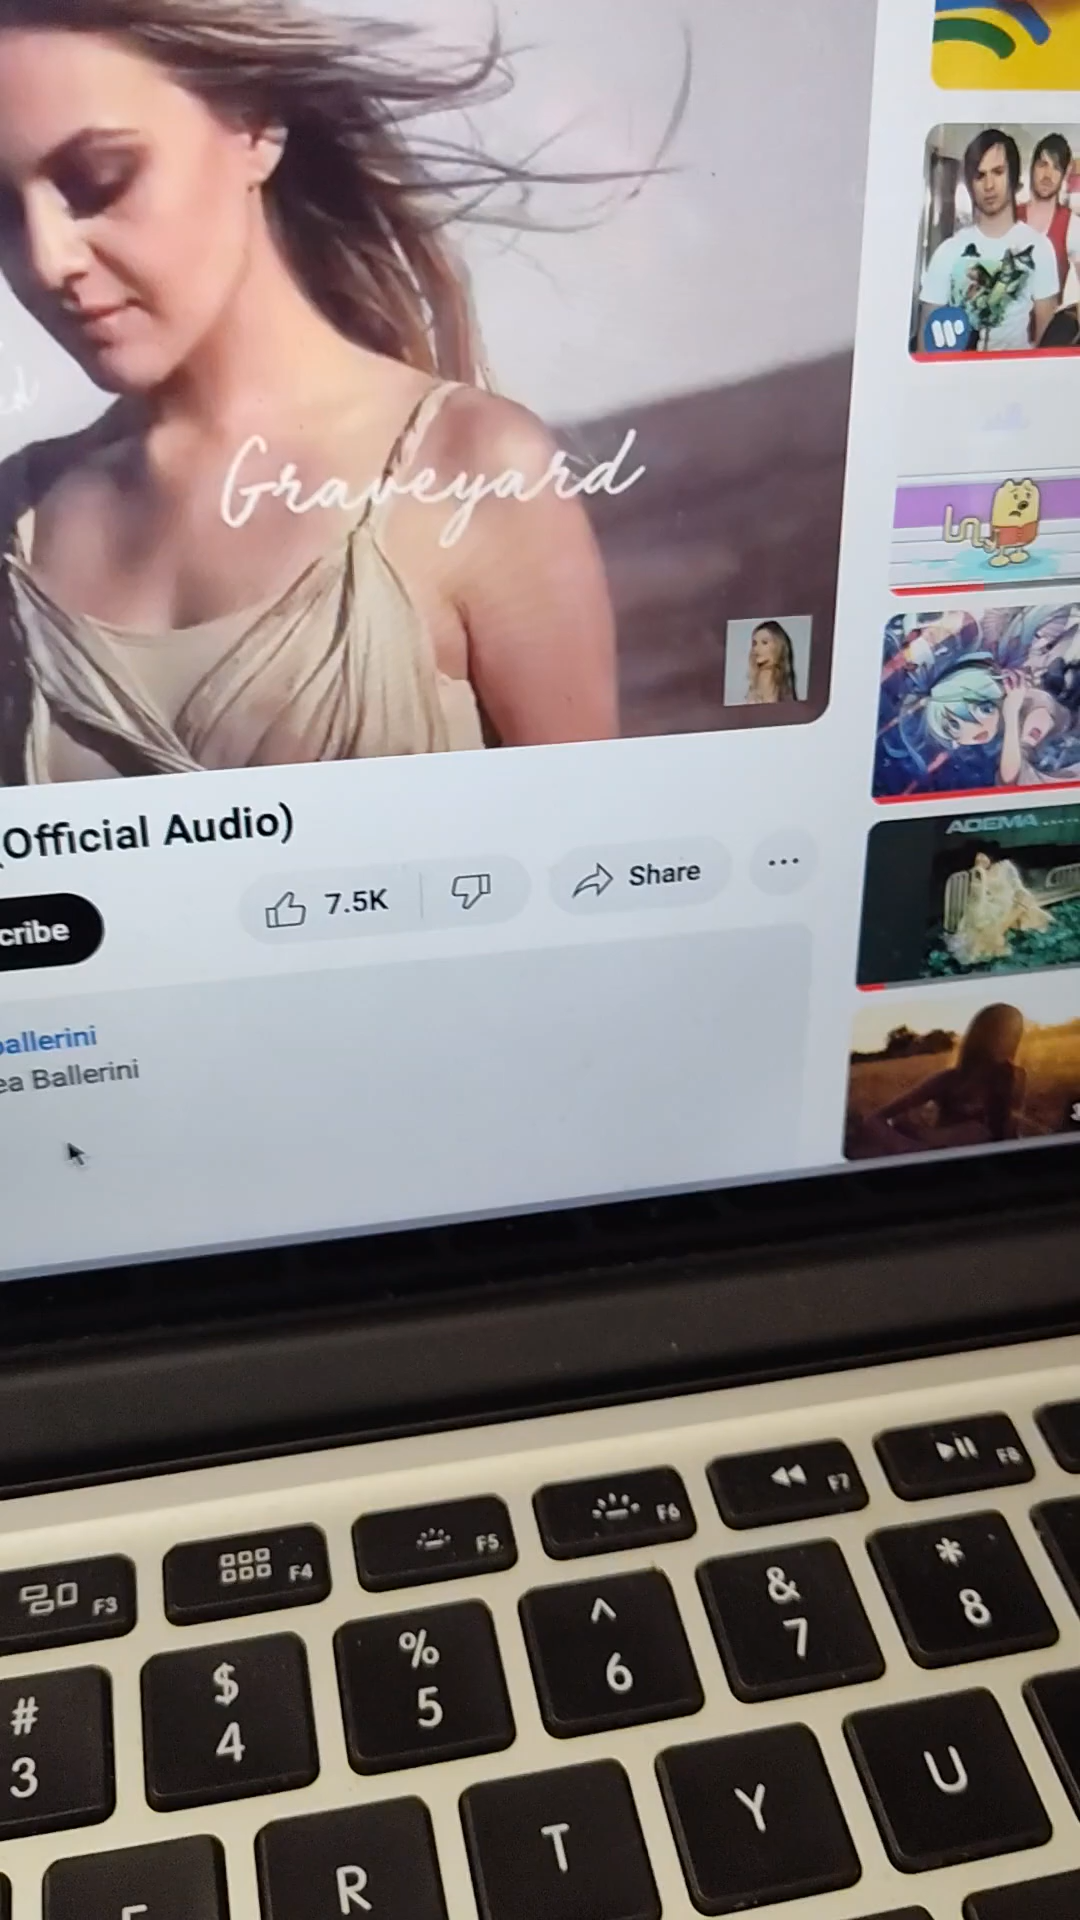 Graveyard
ADEMA
(Official Audio)
7.5K
Share
cribe
ballerini
ea Ballerini
F3
F4
F5
F6
F7
F8
#
3
$
4
%
5
^
6
&
7
*
8
R
T
Y
U